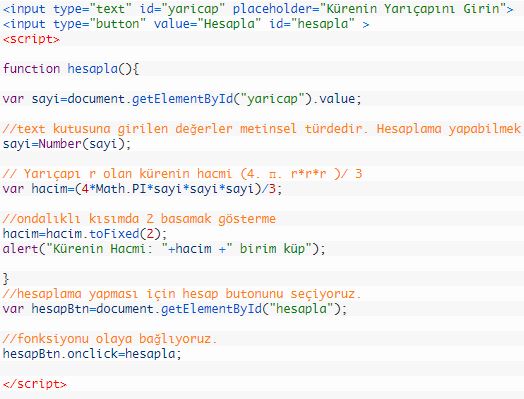 <input type="text" id="yaricap" placeholder="Kürenin Yarıçapını Girin">
<input type="button" value="Hesapla" id="hesapla" >
<script>
function hesapla(){
var sayi=document.getElementById("yaricap").value;
//text kutusuna girilen değerler metinsel türdedir. Hesaplama yapabilmek
sayi=Number(sayi);
// Yarıçapı r olan kürenin hacmi (4. π. r*r*r )/ 3
var hacim=(4*Math.PI*sayi*sayi*sayi)/3;
//ondalıklı kısımda 2 basamak gösterme
hacim=hacim.toFixed(2);
alert("Kürenin Hacmi: "+hacim +" birim küp");
}
//hesaplama yapması için hesap butonunu seçiyoruz.
var hesapBtn=document.getElementById("hesapla");
//fonksiyonu olaya bağlıyoruz.
hesapBtn.onclick=hesapla;
</script>